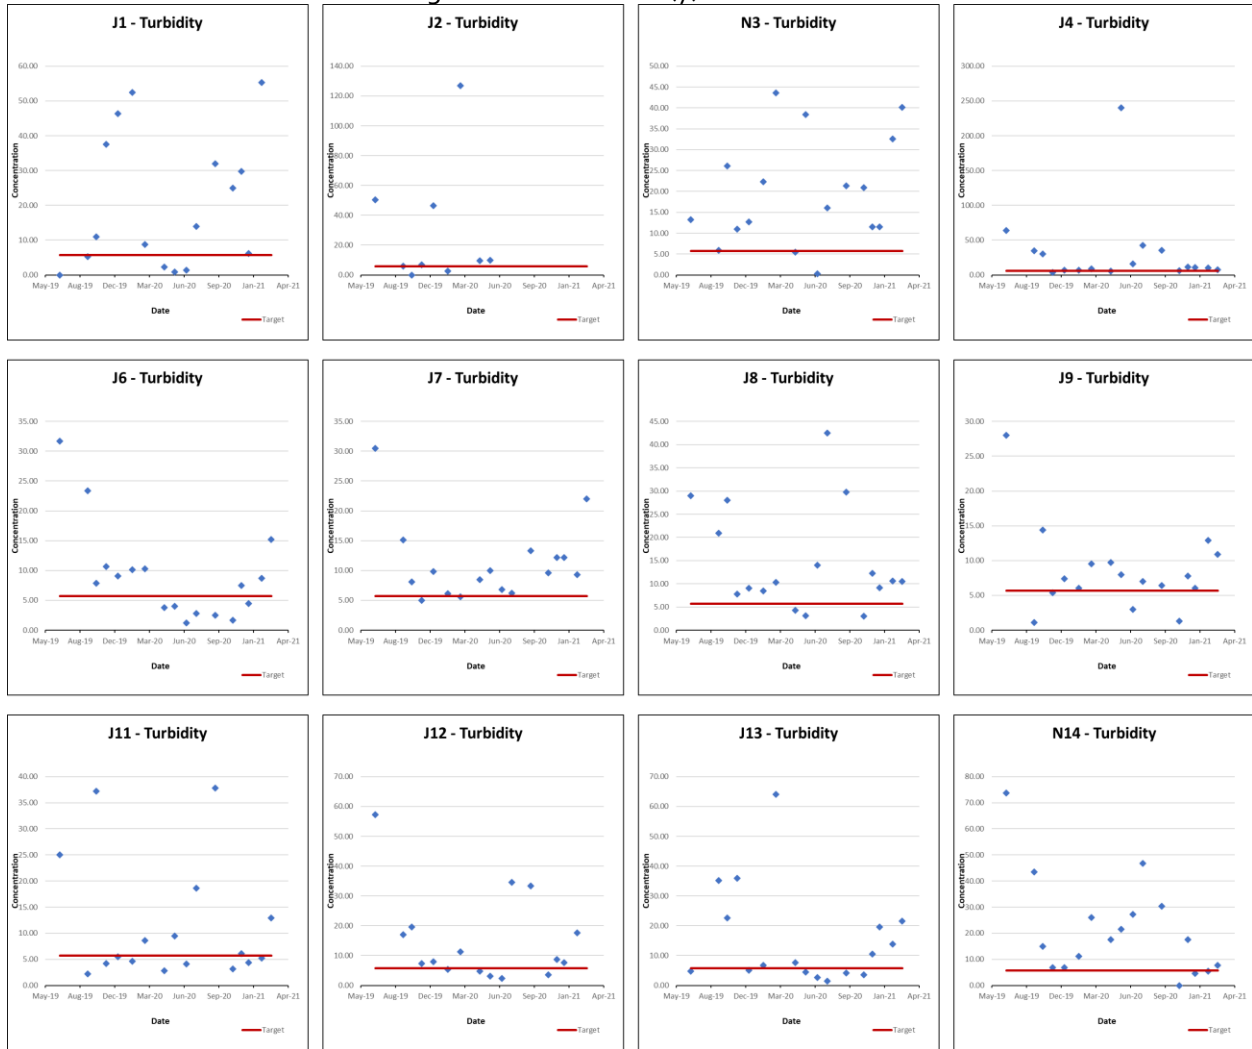 J1 - Turbidity
60.00
50.00
40.00
30.00
20.00
10.00
0.00
Concentration
May-19 Aug-19 Dec-19 Mar-20 Jun-20 Sep-20 Jan-21 Apr-21
Date
Target
J2 - Turbidity
140.00
120.00
100.00
80.00
60.00
40.00
20.00
0.00
Concentration
May-19 Aug-19 Dec-19 Mar-20 Jun-20 Sep-20 Jan-21 Apr-21
Date
Target
N3 - Turbidity
50.00
45.00
40.00
35.00
30.00
25.00
20.00
15.00
10.00
5.00
0.00
Concentration
May-19 Aug-19 Dec-19 Mar-20 Jun-20 Sep-20 Jan-21 Apr-21
Date
Target
J4 - Turbidity
300.00
250.00
200.00
150.00
100.00
50.00
0.00
Concentration
May-19 Aug-19 Dec-19 Mar-20 Jun-20 Sep-20 Jan-21 Apr-21
Date
Target
J6 - Turbidity
35.00
30.00
25.00
20.00
15.00
10.00
5.00
0.00
Concentration
May-19 Aug-19 Dec-19 Mar-20 Jun-20 Sep-20 Jan-21 Apr-21
Date
Target
J7 - Turbidity
35.00
30.00
25.00
20.00
15.00
10.00
5.00
0.00
Concentration
May-19 Aug-19 Dec-19 Mar-20 Jun-20 Sep-20 Jan-21 Apr-21
Date
Target
J8 - Turbidity
45.00
40.00
35.00
30.00
25.00
20.00
15.00
10.00
5.00
0.00
Concentration
May-19 Aug-19 Dec-19 Mar-20 Jun-20 Sep-20 Jan-21 Apr-21
Date
Target
J9 - Turbidity
30.00
25.00
20.00
15.00
10.00
5.00
0.00
Concentration
May-19 Aug-19 Dec-19 Mar-20 Jun-20 Sep-20 Jan-21 Apr-21
Date
Target
J11 - Turbidity
40.00
35.00
30.00
25.00
20.00
15.00
10.00
5.00
0.00
Concentration
May-19 Aug-19 Dec-19 Mar-20 Jun-20 Sep-20 Jan-21 Apr-21
Date
Target
J12 - Turbidity
70.00
60.00
50.00
40.00
30.00
20.00
10.00
0.00
Concentration
May-19 Aug-19 Dec-19 Mar-20 Jun-20 Sep-20 Jan-21 Apr-21
Date
Target
J13 - Turbidity
70.00
60.00
50.00
40.00
30.00
20.00
10.00
0.00
Concentration
May-19 Aug-19 Dec-19 Mar-20 Jun-20 Sep-20 Jan-21 Apr-21
Date
Target
N14 - Turbidity
80.00
70.00
60.00
50.00
40.00
30.00
20.00
10.00
0.00
Concentration
May-19 Aug-19 Dec-19 Mar-20 Jun-20 Sep-20 Jan-21 Apr-21
Date
Target